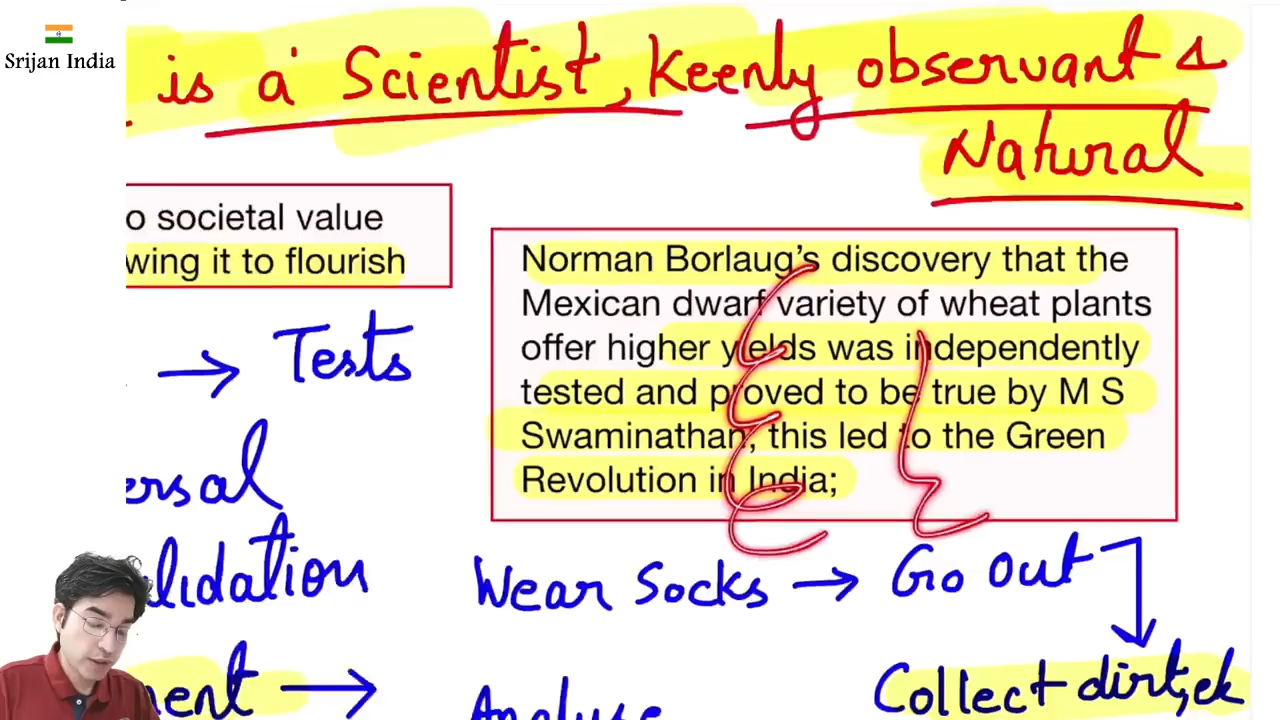 Srijan India
is a Scientist, Keenly observant &
Natural
o societal value
wing it to flourish
Norman Borlaug's discovery that the
Mexican dwarf variety of wheat plants
offer higher yields was independently
tested and proved to be true by M S
Swaminathan, this led to the Green
Revolution in India;
→ Tests
ersal
alidation
Wear Socks → Go Out
ment →
Collect dirt,
Analyse